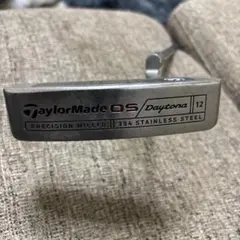 TaylorMade OS Daytona 12
PRECISION MILLED 304 STAINLESS STEEL